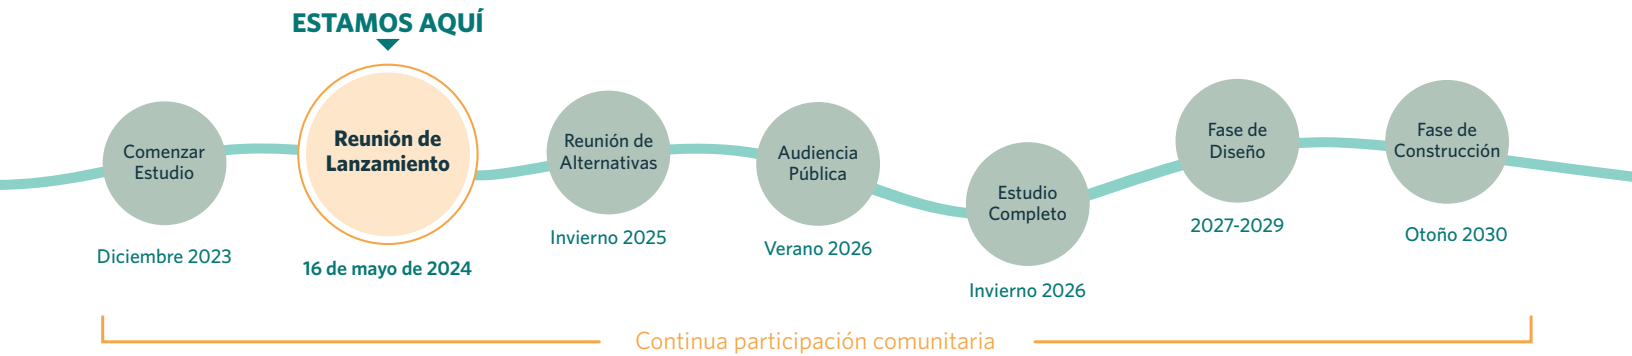 ESTAMOS AQUÍ
Comenzar
Estudio
Diciembre 2023
Reunión de
Lanzamiento
16 de mayo de 2024
Reunión de
Alternativas
Invierno 2025
Audiencia
Pública
Verano 2026
Estudio
Completo
Invierno 2026
Fase de
Diseño
2027-2029
Fase de
Construcción
Otoño 2030
Continua participación comunitaria